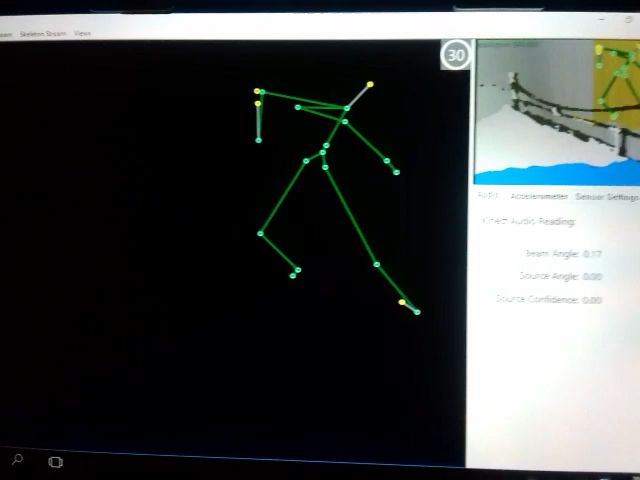 Skeleton Stream Views
30
Audio Accelerometer Sensor Settings
Kinect Audio Reading:
Beam Angle: 0.17
Source Angle: 0.00
Source Confidence: 0.00